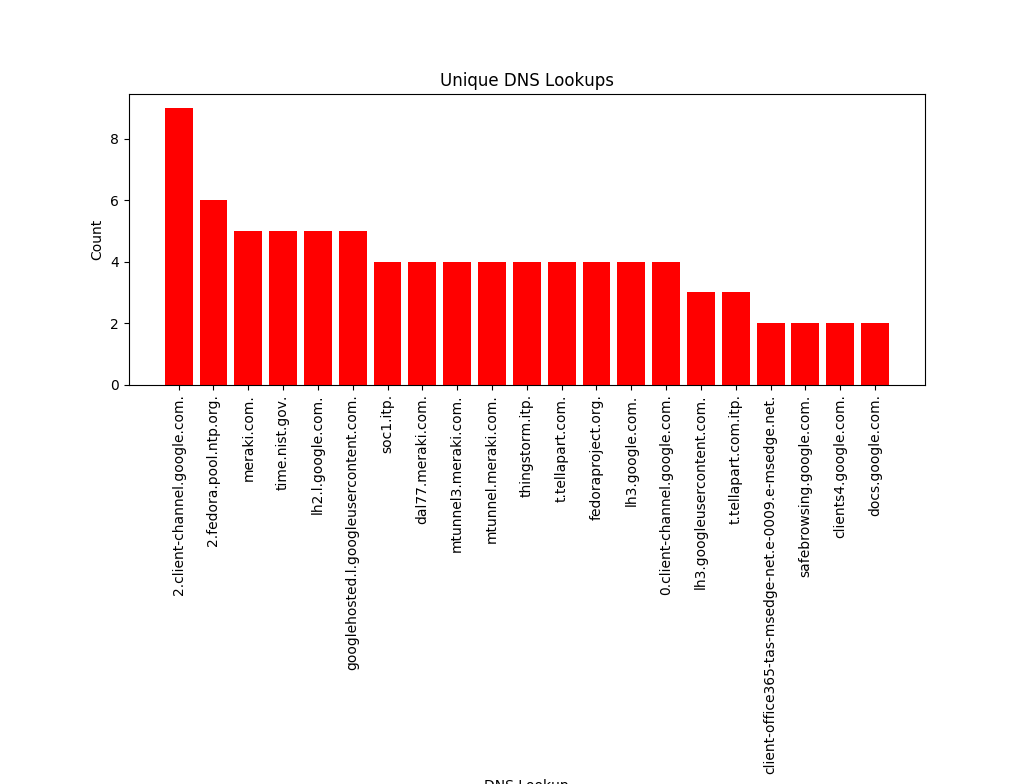 Unique DNS Lookups
Count
8
6
4
2
0
2.client-channel.google.com.
2.fedora.pool.ntp.org.
meraki.com.
time.nist.gov.
lh2.l.google.com.
googlehosted.l.googleusercontent.com.
soc1.itp.
dal77.meraki.com.
mtunnel3.meraki.com.
mtunnel.meraki.com.
thingstorm.itp.
t.tellapart.com.
fedoraproject.org.
lh3.google.com.
0.client-channel.google.com.
lh3.googleusercontent.com.
t.tellapart.com.itp.
client-office365-tas-msedge-net.e-0009.e-msedge.net.
safebrowsing.google.com.
clients4.google.com.
docs.google.com.
DNS Lookup